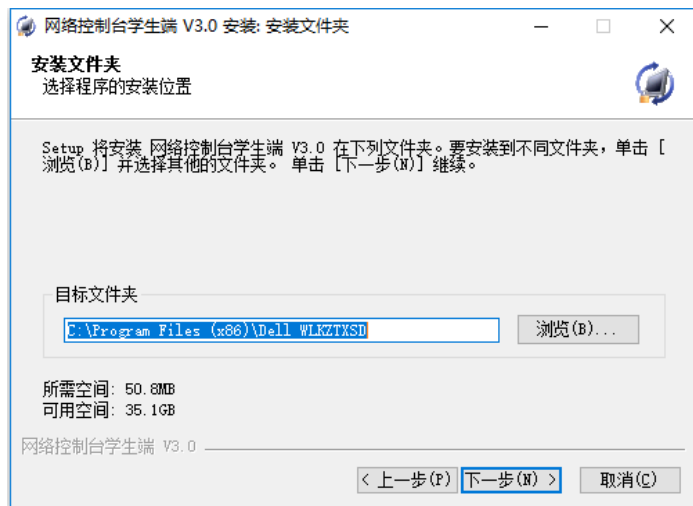 网络控制台学生端 V3.0 安装: 安装文件夹
安装文件夹
选择程序的安装位置
Setup 将安装 网络控制台学生端 V3.0 在下列文件夹。要安装到不同文件夹，单击 [
浏览(B)] 并选择其他的文件夹。 单击 [下一步(N)] 继续。
目标文件夹
C:\Program Files (x86)\Dell WLKZTXSD
浏览(B)...
所需空间: 50.8MB
可用空间: 35.1GB
网络控制台学生端 V3.0
< 上一步(P) 下一步(N) > 取消(C)